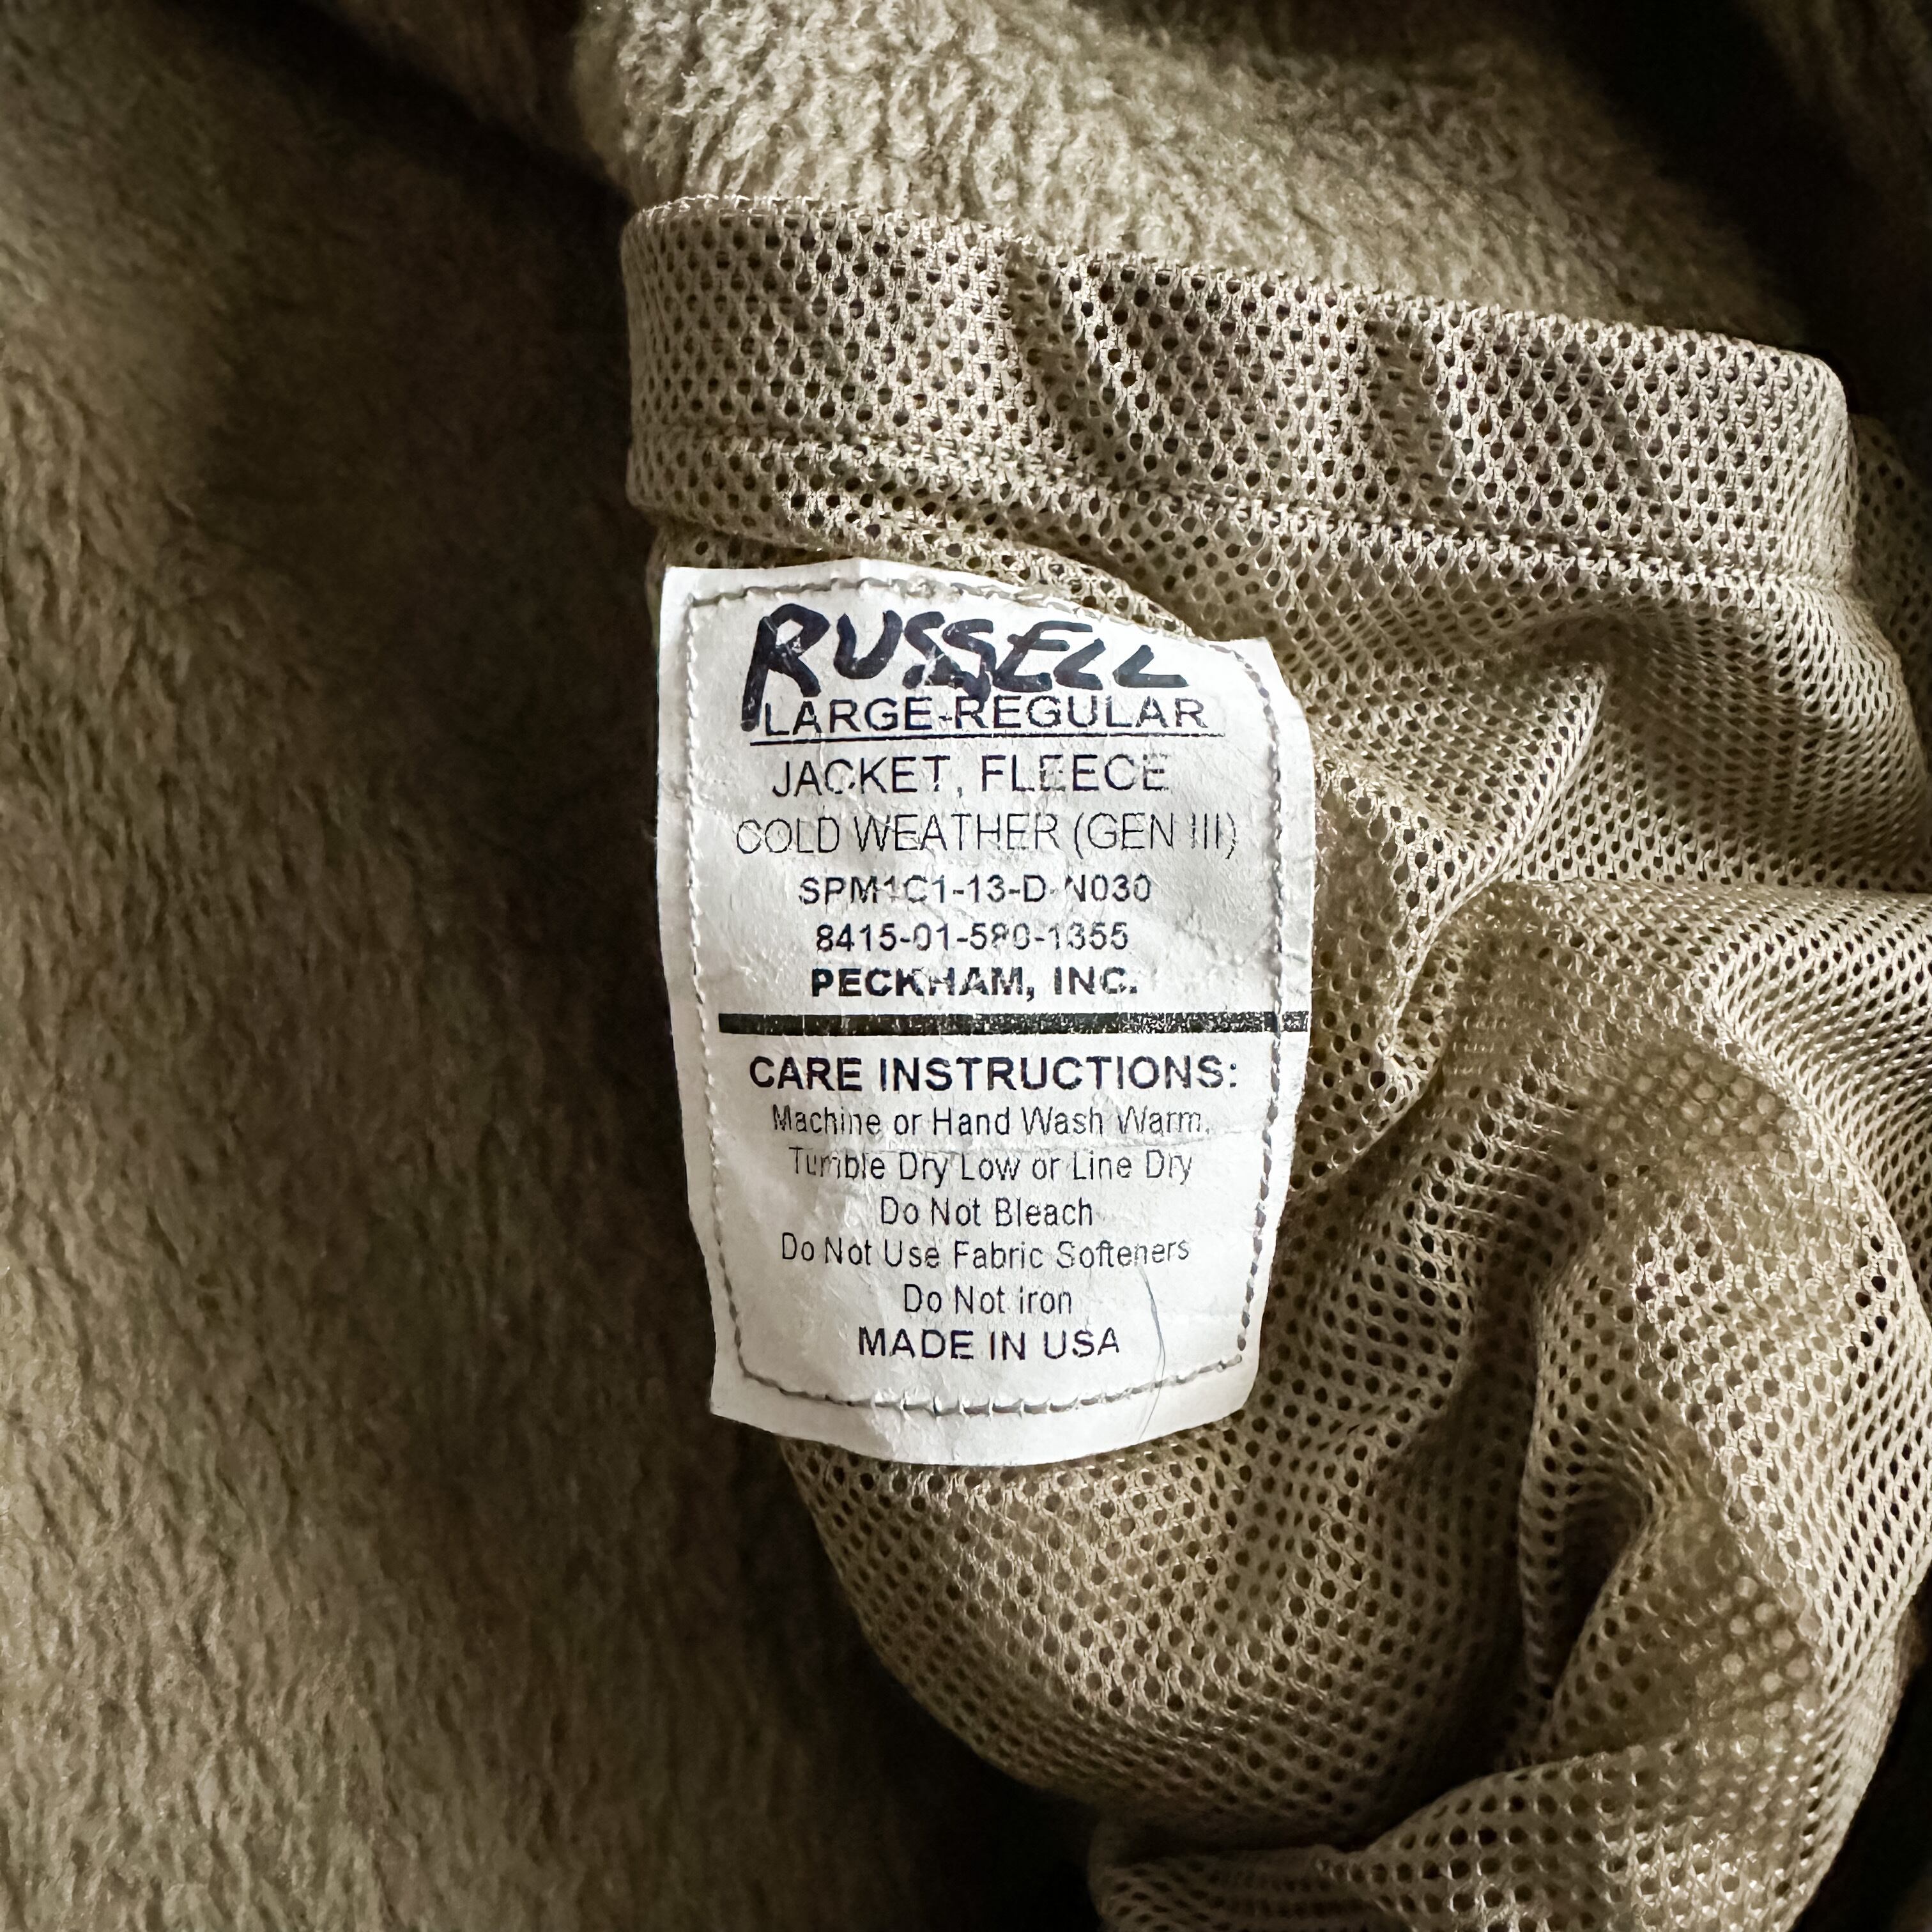 RUSSELL
LARGE-REGULAR
JACKET, FLEECE
COLD WEATHER (GEN III)
SPM1C1-13-D-N030
8415-01-580-1355
PECKHAM, INC.
CARE INSTRUCTIONS:
Machine or Hand Wash Warm,
Tumble Dry Low or Line Dry
Do Not Bleach
Do Not Use Fabric Softeners
Do Not iron
MADE IN USA